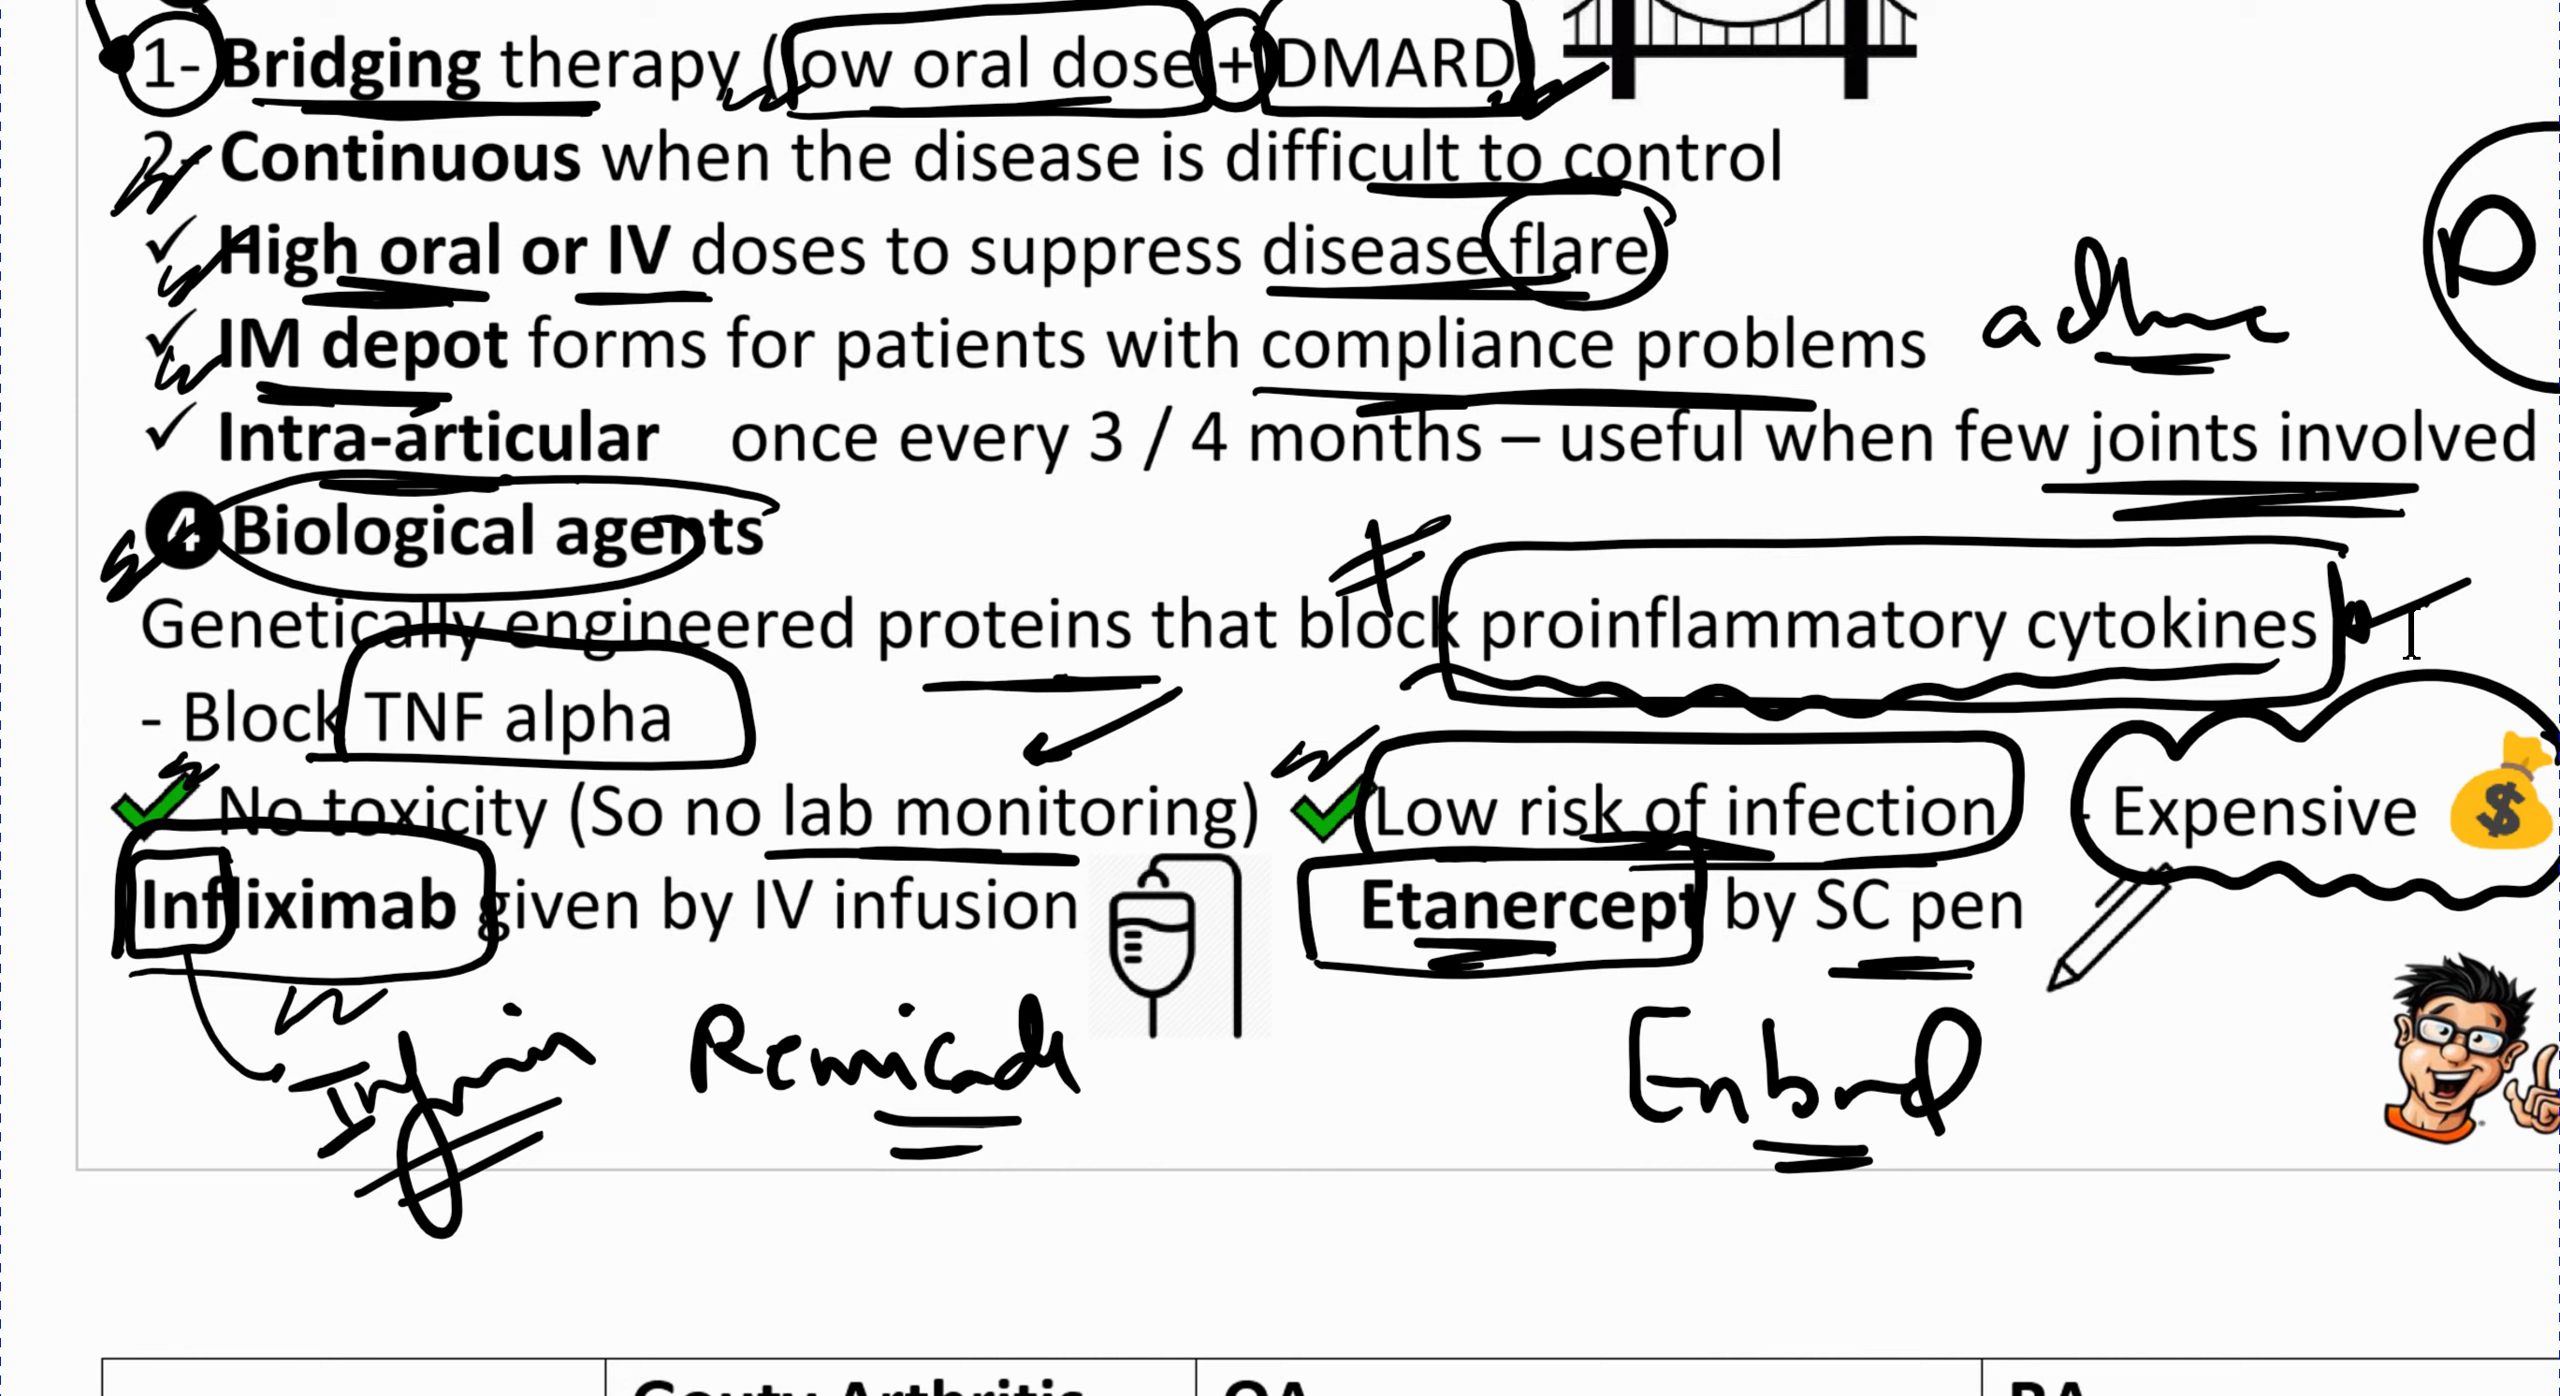 1- Bridging therapy (low oral dose + DMARD)
2- Continuous when the disease is difficult to control
✓ High oral or IV doses to suppress disease flare
✓ IM depot forms for patients with compliance problems
✓ Intra-articular once every 3 / 4 months – useful when few joints involved
4 Biological agents
Genetically engineered proteins that block proinflammatory cytokines
- Block TNF alpha
✓ No toxicity (So no lab monitoring) ✓ Low risk of infection - Expensive $
Infliximab given by IV infusion Etanercept by SC pen
Remicade Enbrel
Gouty Arthritis OA RA